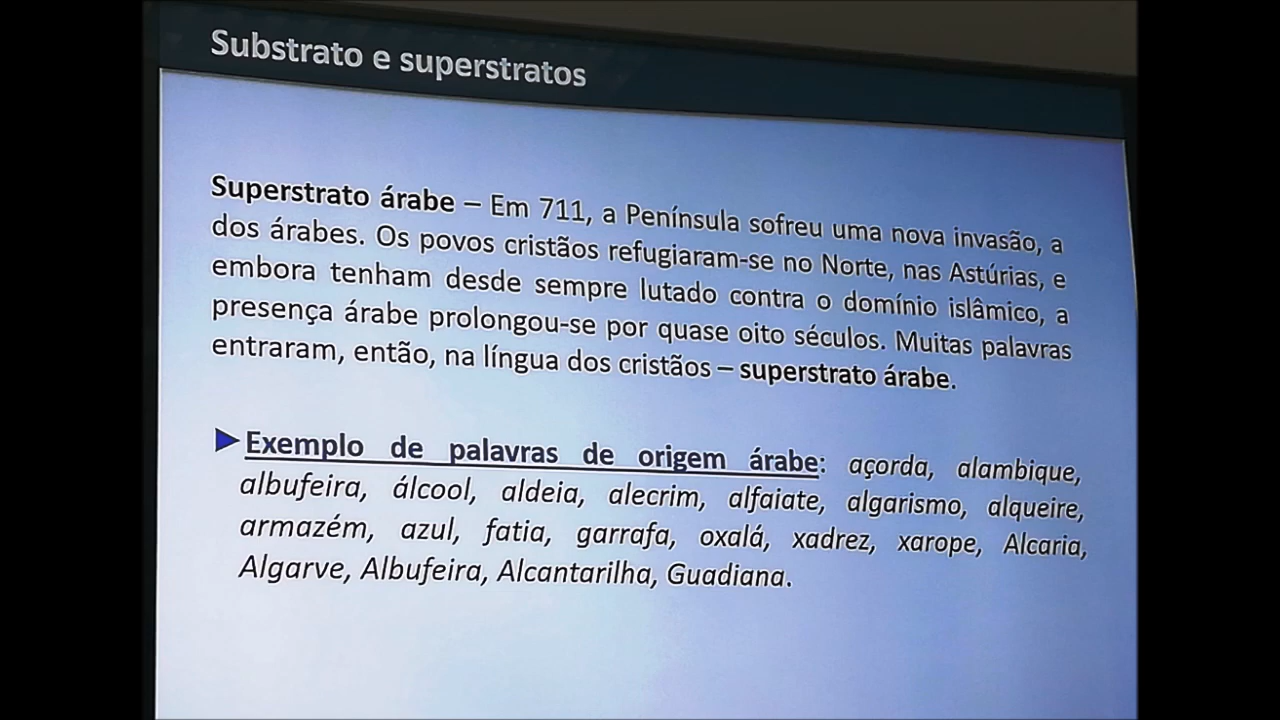 Substrato e superstratos
Superstrato árabe – Em 711, a Península sofreu uma nova invasão, a
dos árabes. Os povos cristãos refugiaram-se no Norte, nas Astúrias, e
embora tenham desde sempre lutado contra o domínio islâmico, a
presença árabe prolongou-se por quase oito séculos. Muitas palavras
entraram, então, na língua dos cristãos – superstrato árabe.
►Exemplo de palavras de origem árabe: açorda, alambique,
albufeira, álcool, aldeia, alecrim, alfaiate, algarismo, alqueire,
armazém, azul, fatia, garrafa, oxalá, xadrez, xarope, Alcaria,
Algarve, Albufeira, Alcantarilha, Guadiana.